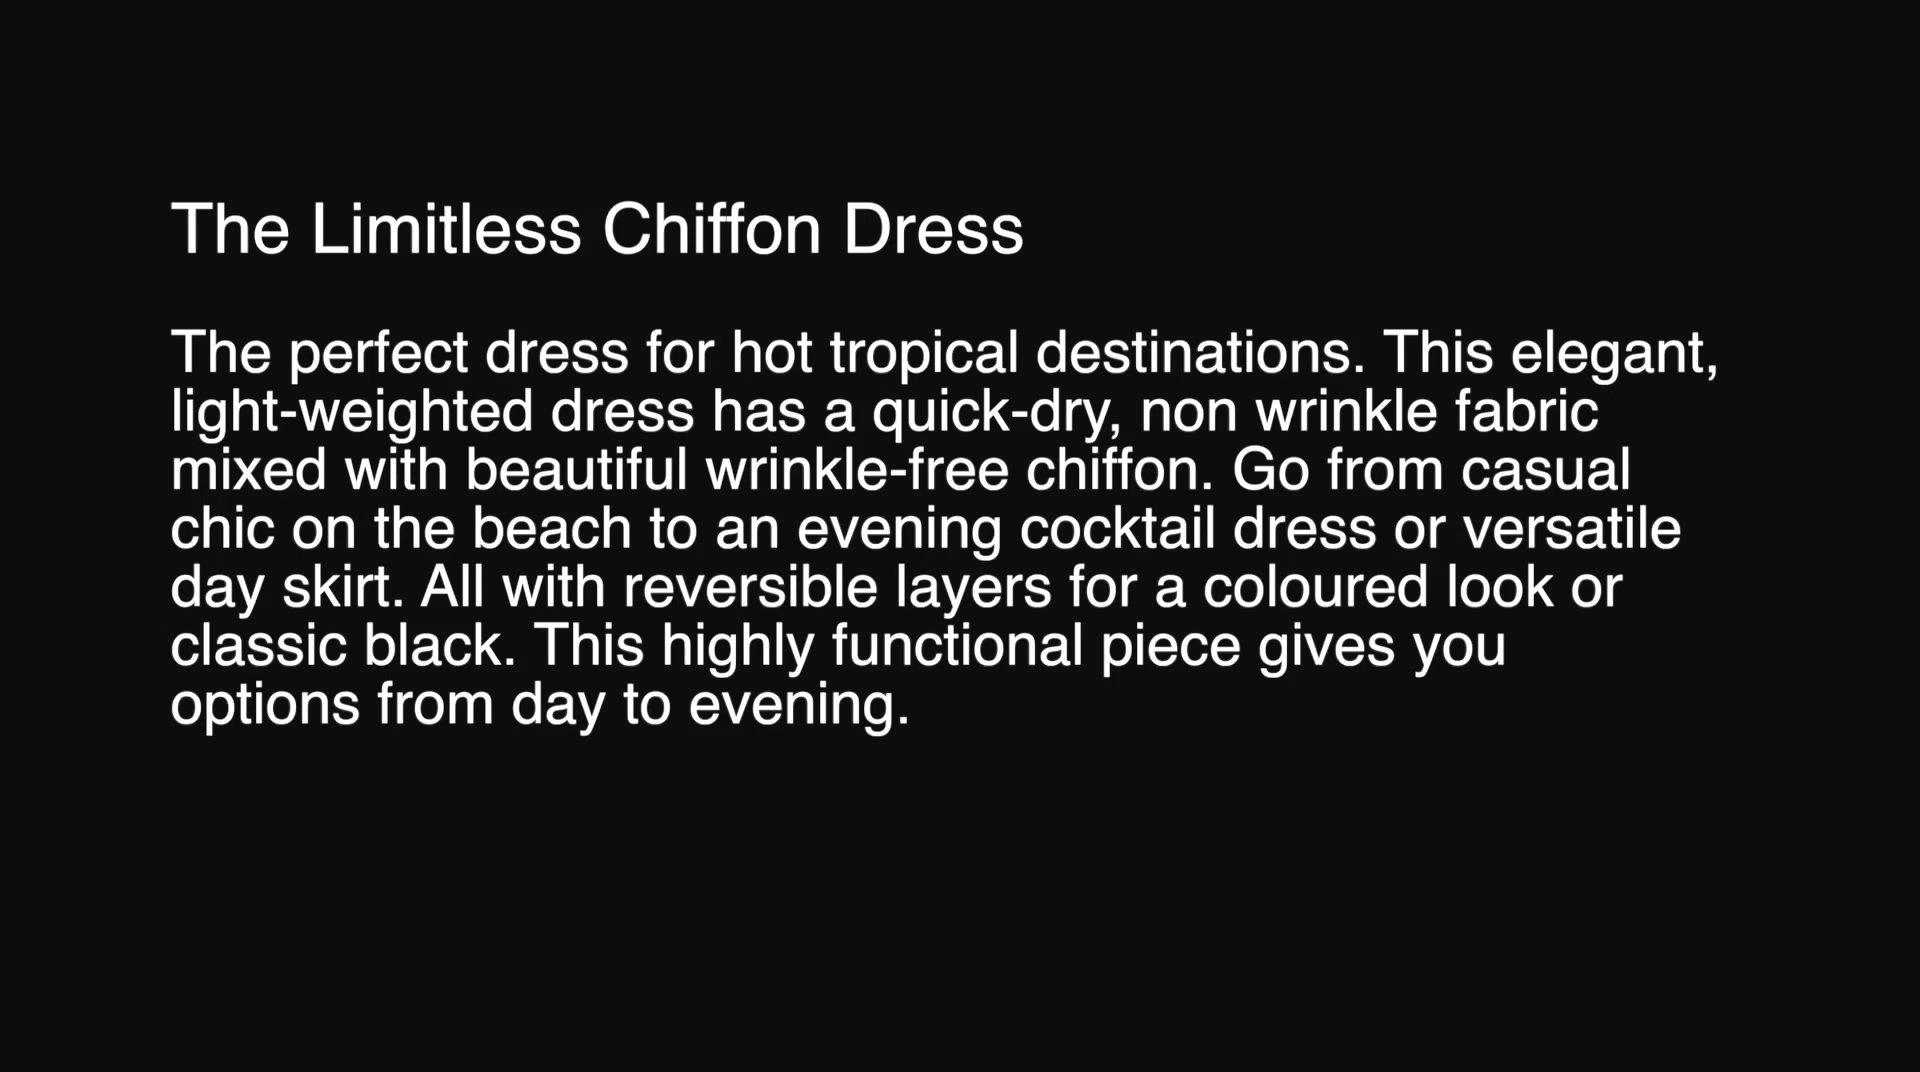 The Limitless Chiffon Dress
The perfect dress for hot tropical destinations. This elegant,
light-weighted dress has a quick-dry, non wrinkle fabric
mixed with beautiful wrinkle-free chiffon. Go from casual
chic on the beach to an evening cocktail dress or versatile
day skirt. All with reversible layers for a coloured look or
classic black. This highly functional piece gives you
options from day to evening.